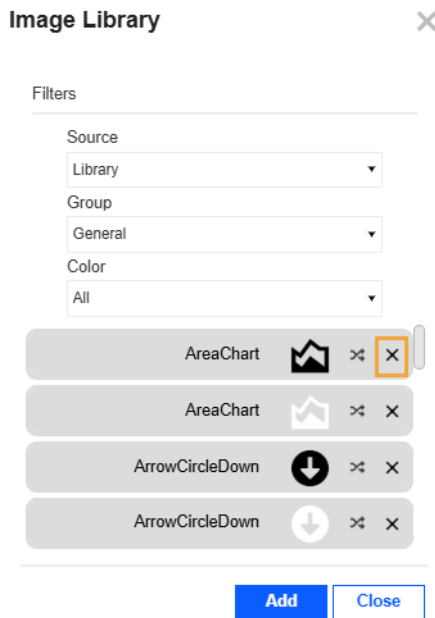 Image Library
Filters
Source
Library
Group
General
Color
All
AreaChart
AreaChart
ArrowCircleDown
ArrowCircleDown
Add
Close